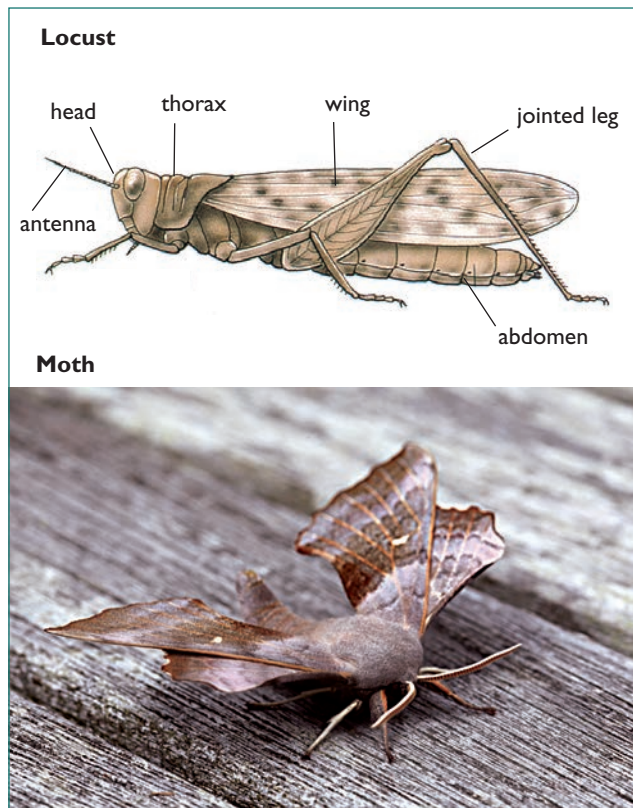 Locust
head
thorax
wing
jointed leg
antenna
abdomen
Moth